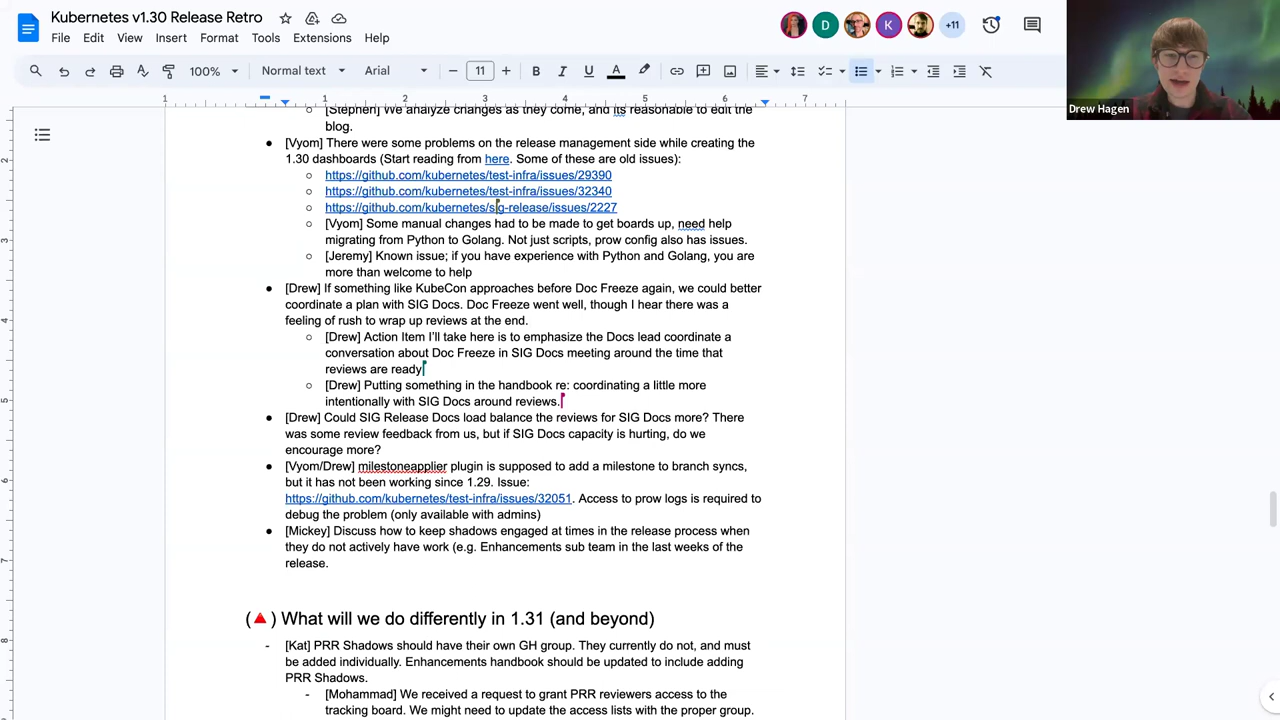 Kubernetes v1.30 Release Retro
File Edit View Insert Format Tools Extensions Help
D
K
+11
100%
Normal text
Arial
11
B I U A
1 1 2 3 4 5 6 7
2
3
4
5
6
7
8
[Stephen] We analyze changes as they come, and its reasonable to edit the
blog.
[Vyom] There were some problems on the release management side while creating the
1.30 dashboards (Start reading from here. Some of these are old issues):
https://github.com/kubernetes/test-infra/issues/29390
https://github.com/kubernetes/test-infra/issues/32340
https://github.com/kubernetes/sig-release/issues/2227
[Vyom] Some manual changes had to be made to get boards up, need help
migrating from Python to Golang. Not just scripts, prow config also has issues.
[Jeremy] Known issue; if you have experience with Python and Golang, you are
more than welcome to help
[Drew] If something like KubeCon approaches before Doc Freeze again, we could better
coordinate a plan with SIG Docs. Doc Freeze went well, though I hear there was a
feeling of rush to wrap up reviews at the end.
[Drew] Action Item I'll take here is to emphasize the Docs lead coordinate a
conversation about Doc Freeze in SIG Docs meeting around the time that
reviews are ready
[Drew] Putting something in the handbook re: coordinating a little more
intentionally with SIG Docs around reviews.
[Drew] Could SIG Release Docs load balance the reviews for SIG Docs more? There
was some review feedback from us, but if SIG Docs capacity is hurting, do we
encourage more?
[Vyom/Drew] milestoneapplier plugin is supposed to add a milestone to branch syncs,
but it has not been working since 1.29. Issue:
https://github.com/kubernetes/test-infra/issues/32051. Access to prow logs is required to
debug the problem (only available with admins)
[Mickey] Discuss how to keep shadows engaged at times in the release process when
they do not actively have work (e.g. Enhancements sub team in the last weeks of the
release.
(🔺) What will we do differently in 1.31 (and beyond)
- [Kat] PRR Shadows should have their own GH group. They currently do not, and must
be added individually. Enhancements handbook should be updated to include adding
PRR Shadows.
- [Mohammad] We received a request to grant PRR reviewers access to the
tracking board. We might need to update the access lists with the proper group.
Drew Hagen